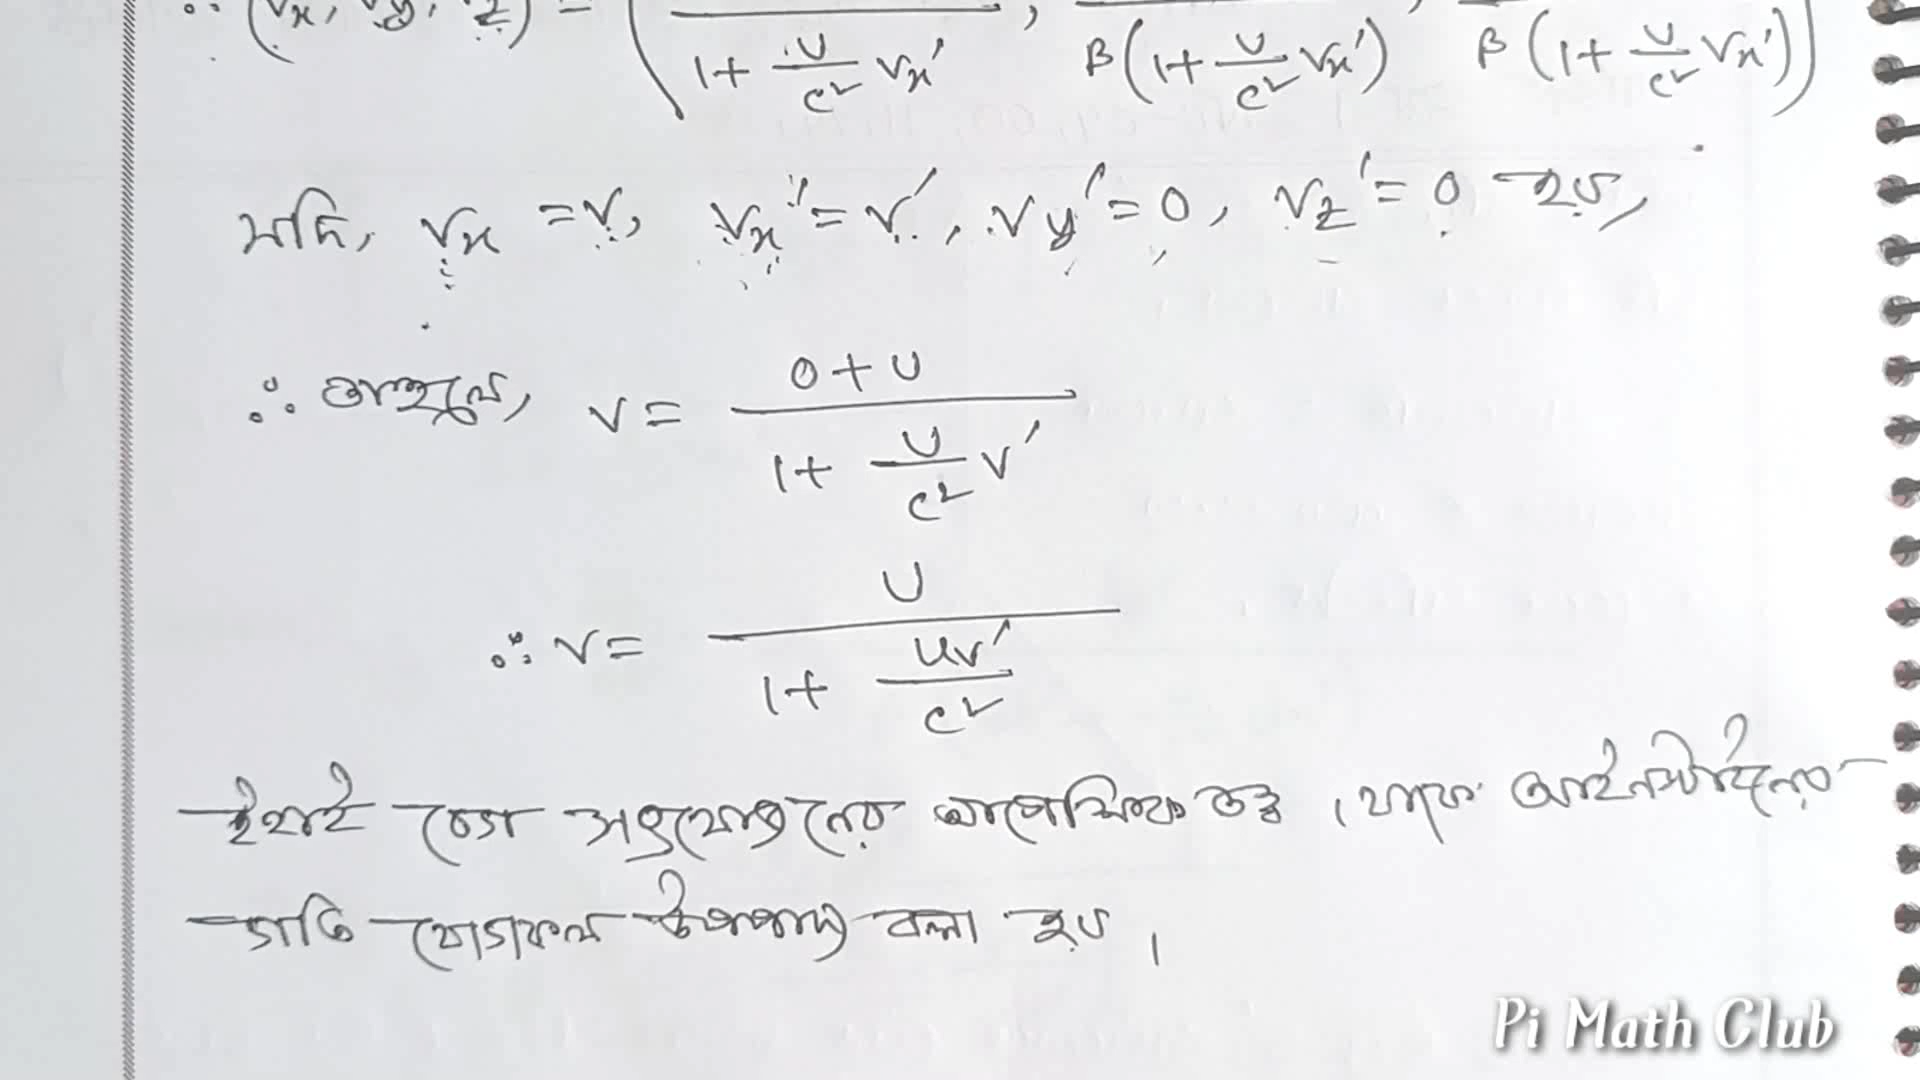 ∴ (Vx, Vy, Vz) = ( / 1 + U/c² Vx′ , / β(1 + U/c² Vx′) , / β(1 + U/c² Vx′) )
যদি, Vx = V, Vx′ = V′, Vy′ = 0, Vz′ = 0 হয়,
∴ তাহলে, V = (0 + U) / (1 + U/c² V′)
∴ V = U / (1 + UV′/c²)
ইহাই বেগ সংযোজনের আপেক্ষিক তত্ত্ব । যাকে আইনস্টাইনের
গতি যোগফল উপপাদ্য বলা হয় ।
Pi Math Club